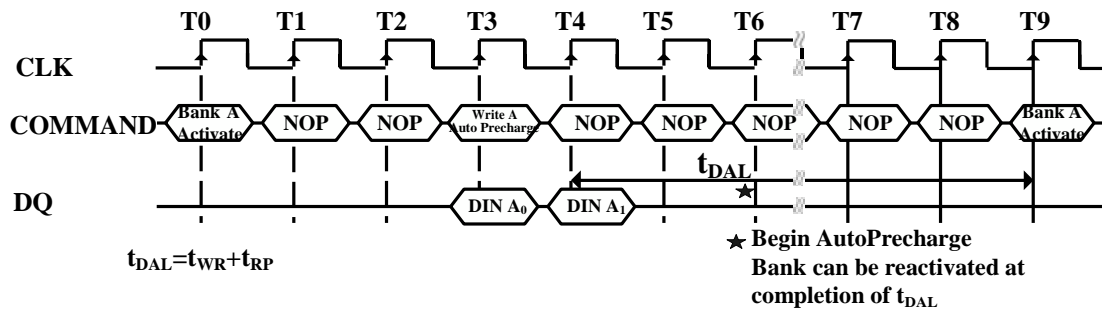 T0 T1 T2 T3 T4 T5 T6 T7 T8 T9
CLK
COMMAND Bank A Activate NOP NOP Write A Auto Precharge NOP NOP NOP NOP NOP Bank A Activate
tDAL
DQ DIN A0 DIN A1
tDAL=tWR+tRP
★ Begin AutoPrecharge
Bank can be reactivated at
completion of tDAL